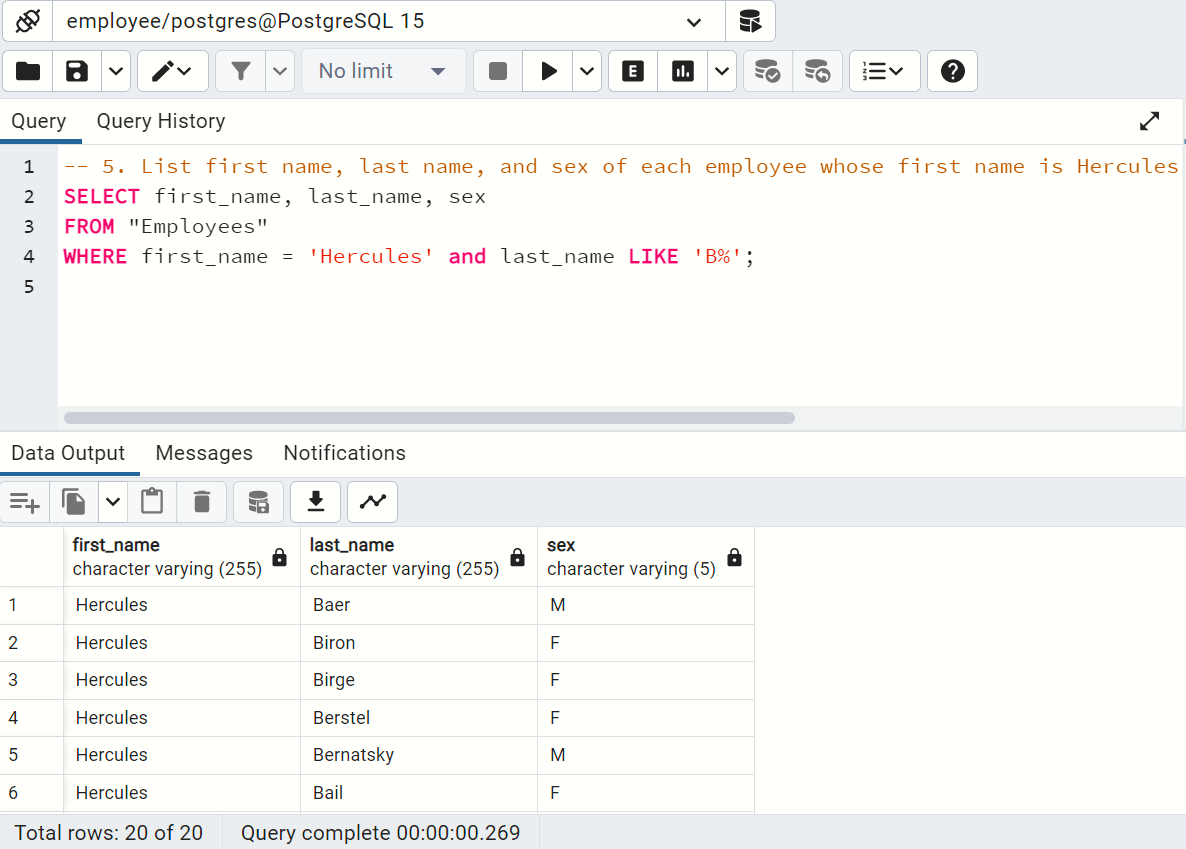 employee/postgres@PostgreSQL 15
No limit
E
Query Query History
1 -- 5. List first name, last name, and sex of each employee whose first name is Hercules
2 SELECT first_name, last_name, sex
3 FROM "Employees"
4 WHERE first_name = 'Hercules' and last_name LIKE 'B%';
5
Data Output Messages Notifications
first_name last_name sex
character varying (255) character varying (255) character varying (5)
1 Hercules Baer M
2 Hercules Biron F
3 Hercules Birge F
4 Hercules Berstel F
5 Hercules Bernatsky M
6 Hercules Bail F
Total rows: 20 of 20 Query complete 00:00:00.269